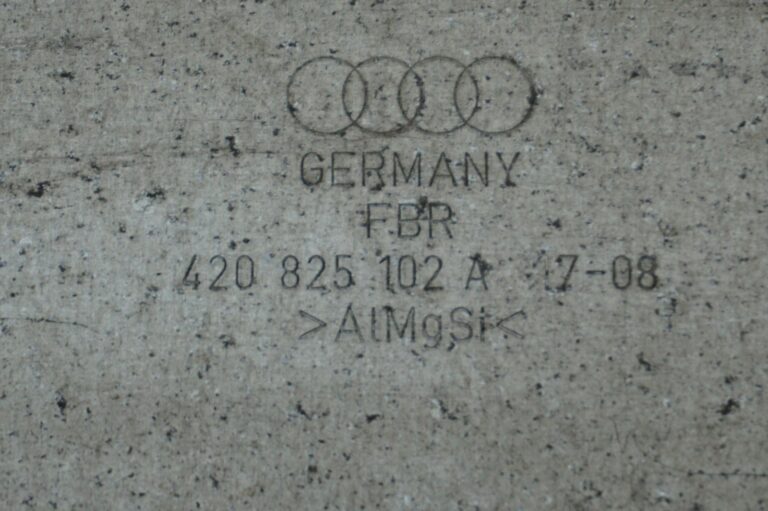 GERMANY
FBR
420 825 102 A 7-08
>AlMgSi<